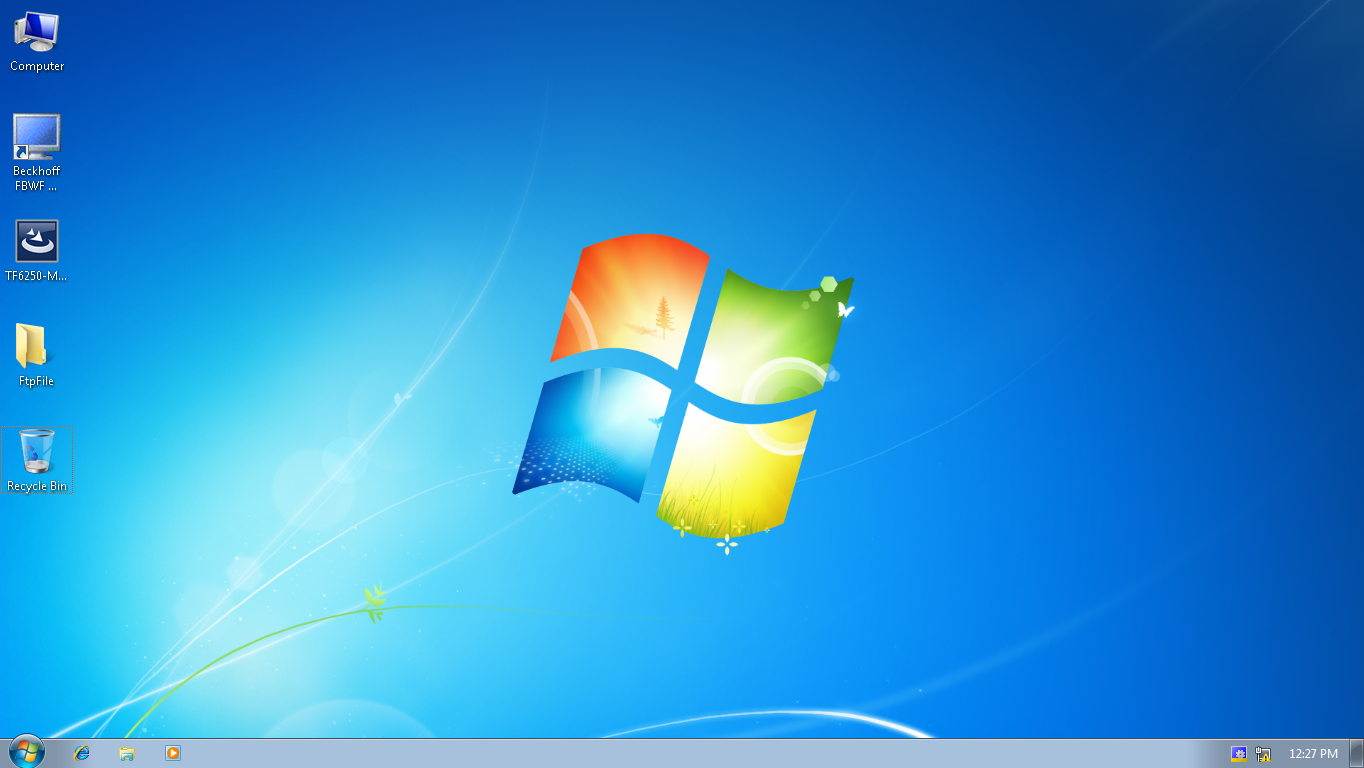 Computer
Beckhoff
FBWF ...
TF6250-M...
FtpFile
Recycle Bin
12:27 PM